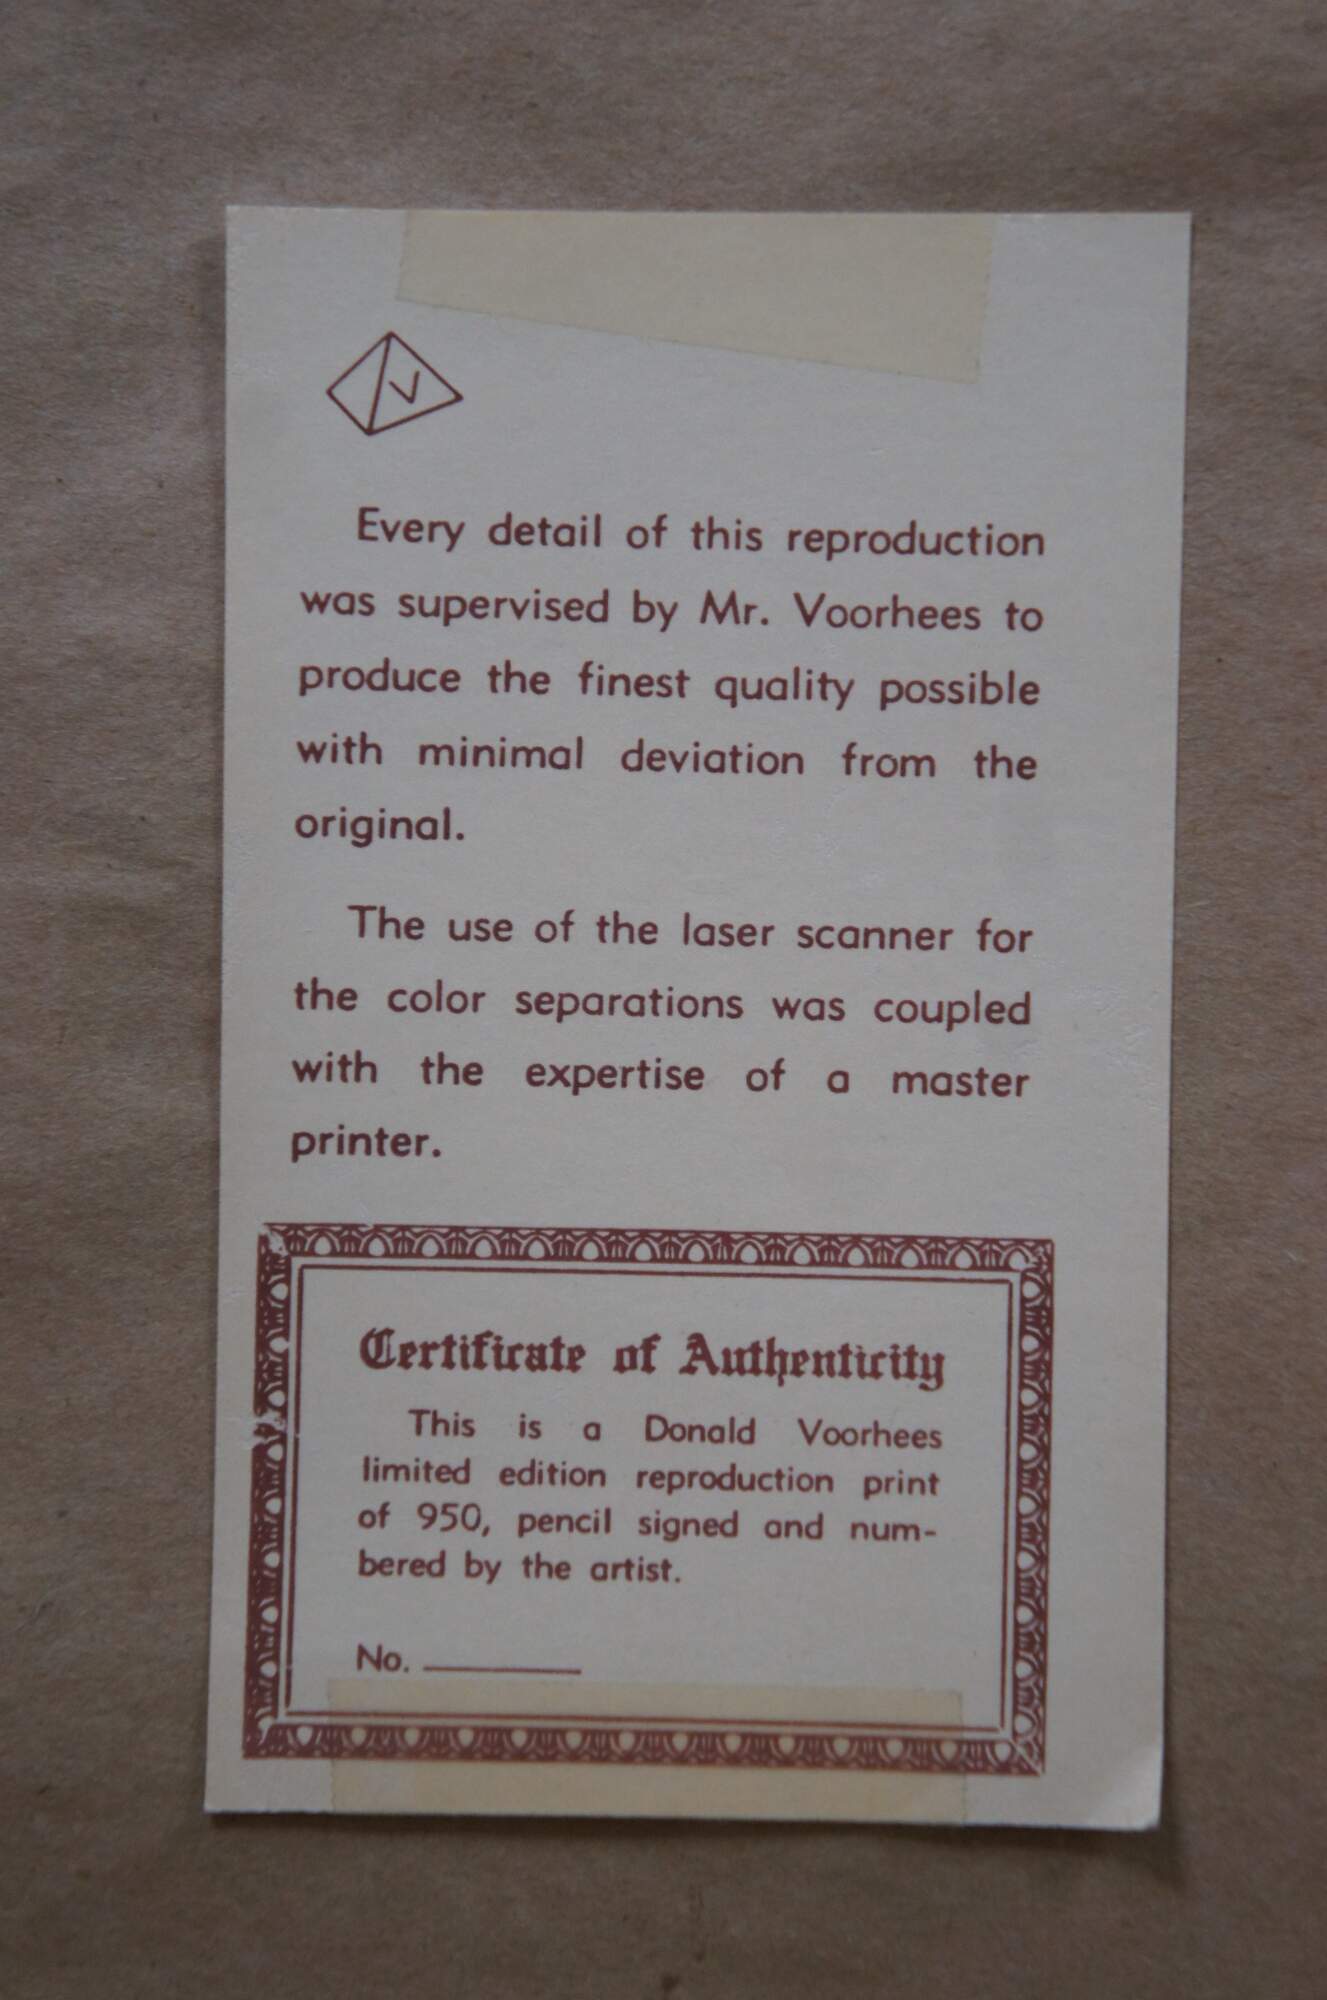 V
Every detail of this reproduction
was supervised by Mr. Voorhees to
produce the finest quality possible
with minimal deviation from the
original.
The use of the laser scanner for
the color separations was coupled
with the expertise of a master
printer.
Certificate of Authenticity
This is a Donald Voorhees
limited edition reproduction print
of 950, pencil signed and num-
bered by the artist.
No. ________